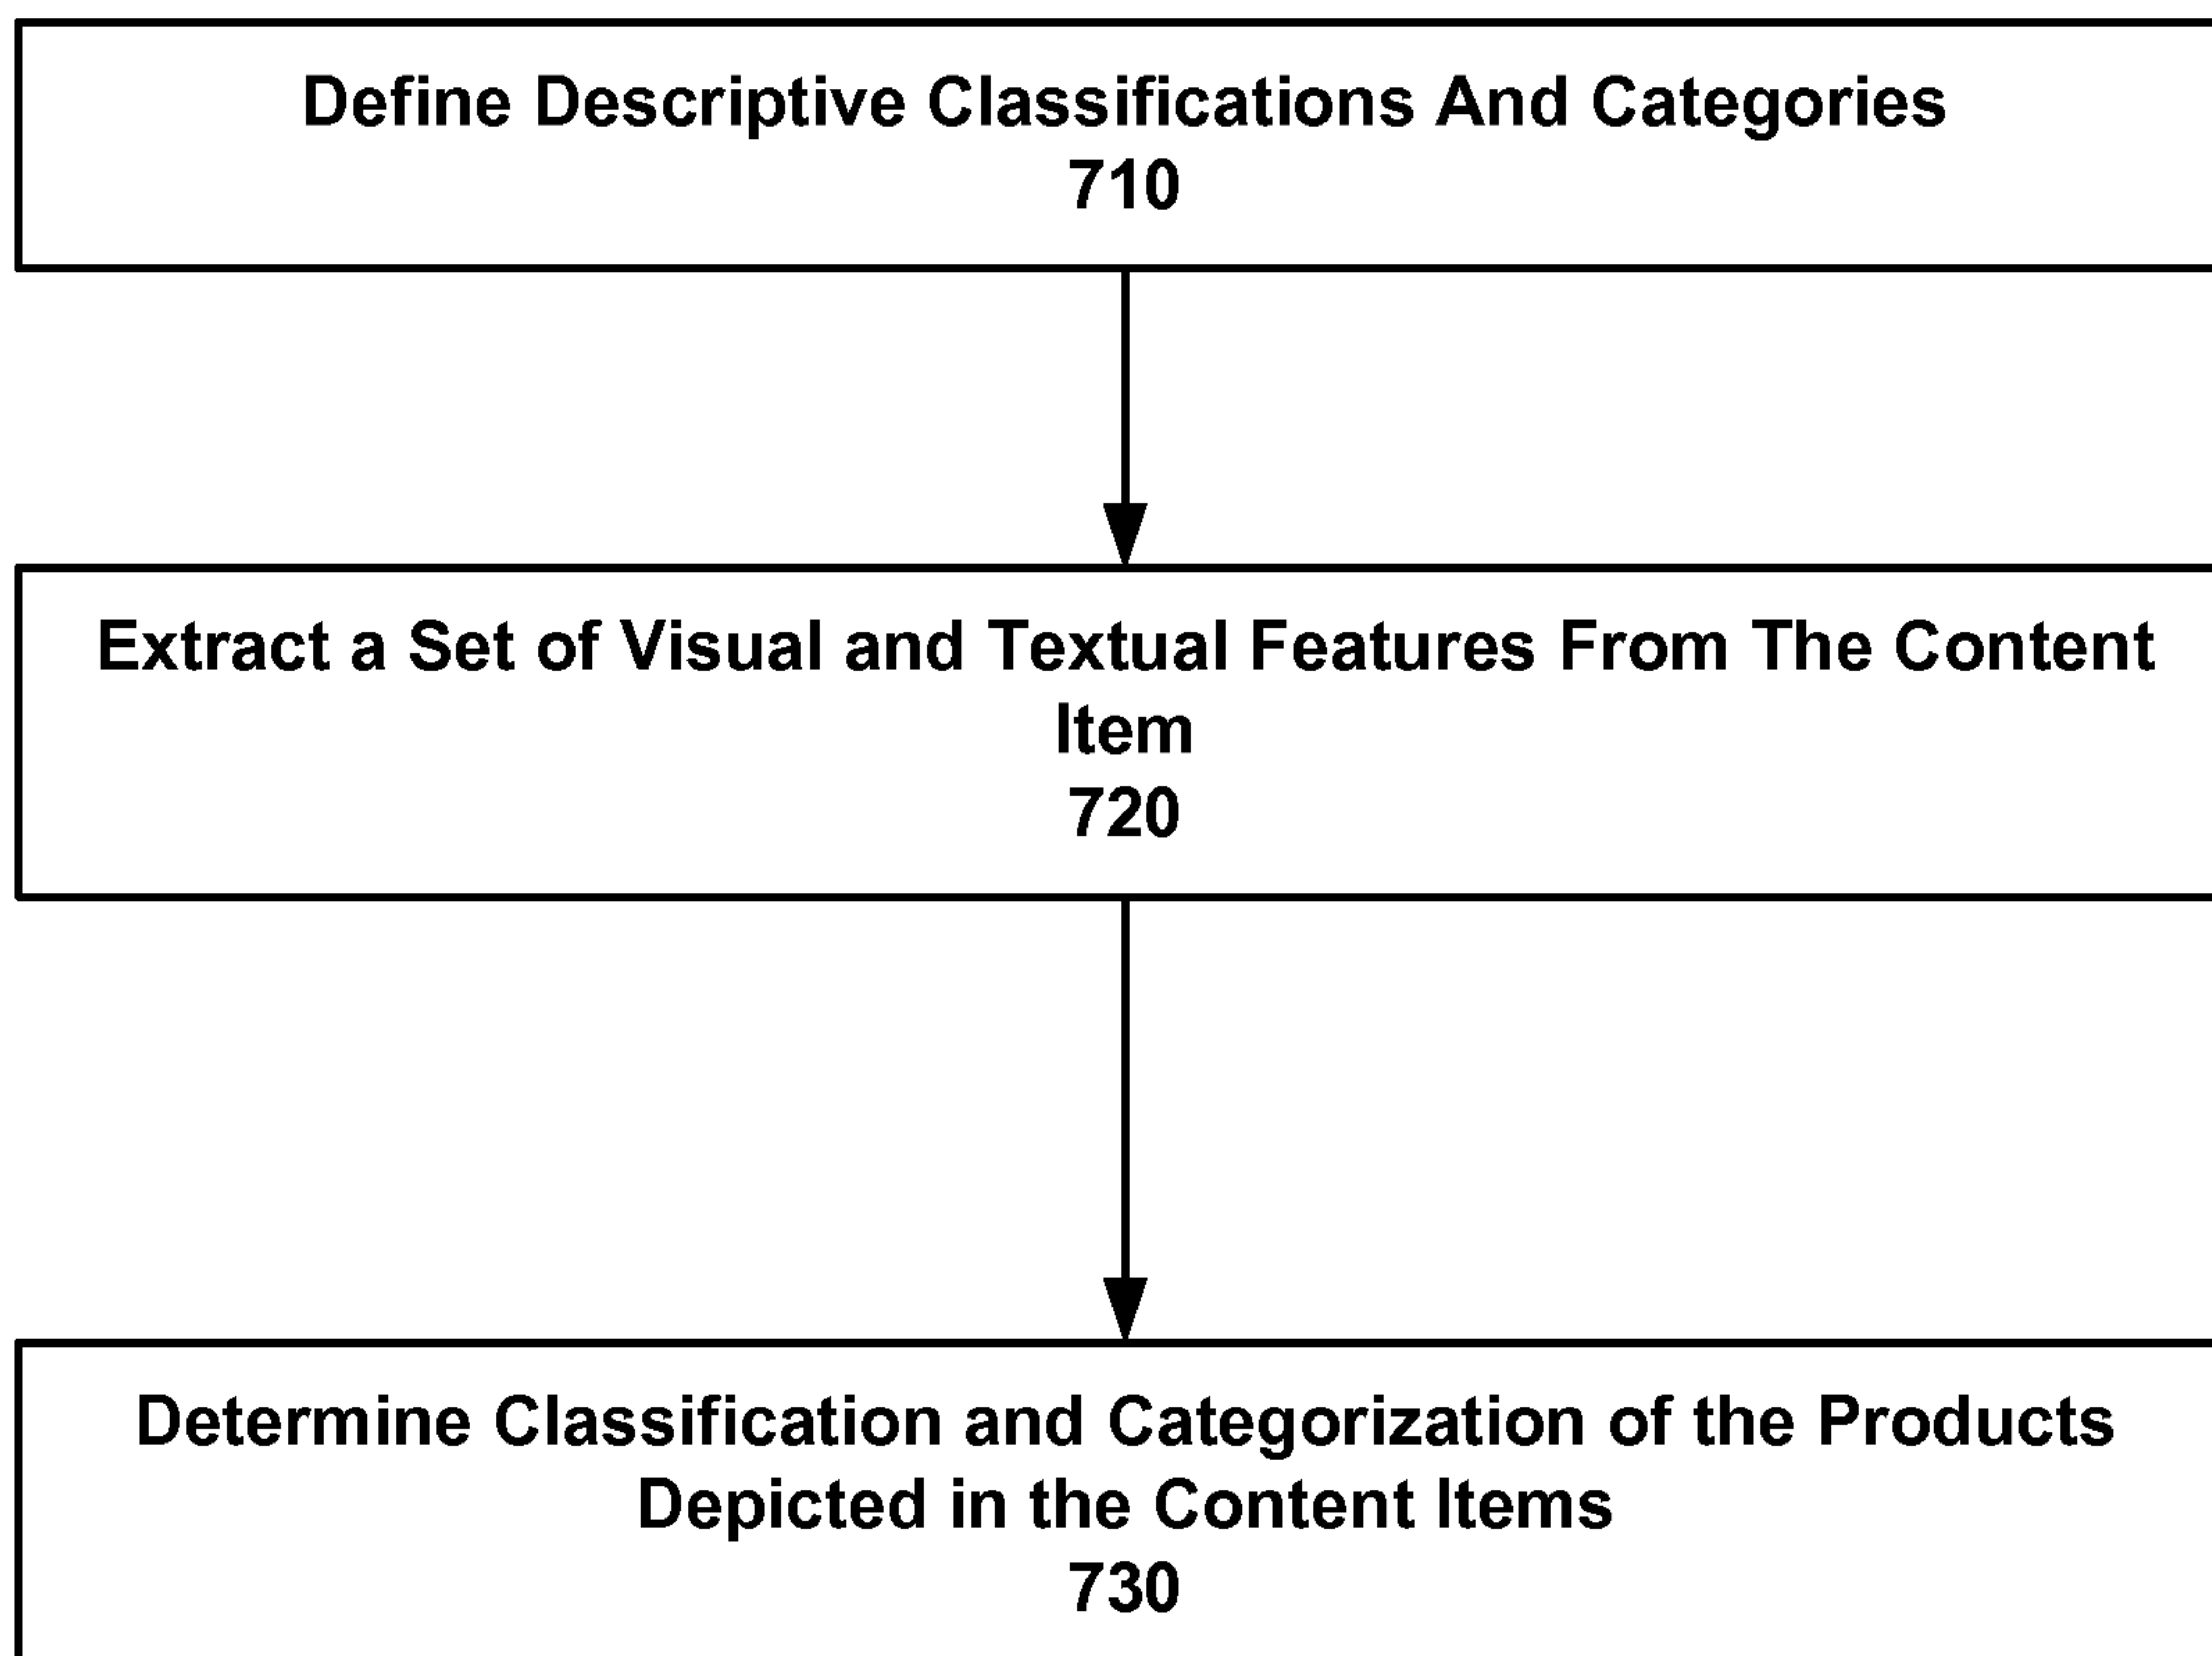 Define Descriptive Classifications And Categories
710
Extract a Set of Visual and Textual Features From The Content
Item
720
Determine Classification and Categorization of the Products
Depicted in the Content Items
730